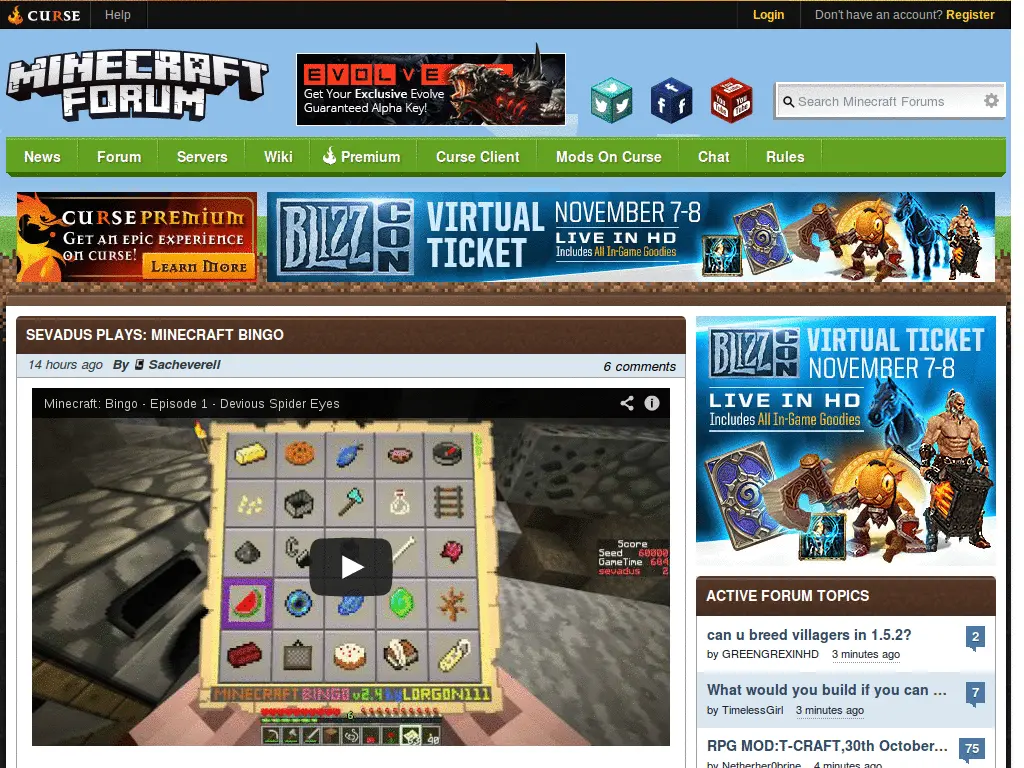 CURSE
Help
Login
Don't have an account? Register
MINECRAFT
FORUM
EVOLVE
Get Your Exclusive Evolve
Guaranteed Alpha Key!
You Tube
Search Minecraft Forums
News
Forum
Servers
Wiki
Premium
Curse Client
Mods On Curse
Chat
Rules
CURSE PREMIUM
GET AN EPIC EXPERIENCE
ON CURSE!
LEARN MORE
BLIZZCON
VIRTUAL
TICKET
NOVEMBER 7-8
LIVE IN HD
Includes All In-Game Goodies
SEVADUS PLAYS: MINECRAFT BINGO
14 hours ago By Sacheverell
6 comments
Minecraft: Bingo - Episode 1 - Devious Spider Eyes
Score
Seed 60000
GameTime 684
sevadus 2
MINECRAFT BINGO v2.4 by LORGON111
BLIZZCON
VIRTUAL TICKET
NOVEMBER 7-8
LIVE IN HD
Includes All In-Game Goodies
ACTIVE FORUM TOPICS
can u breed villagers in 1.5.2?
2
by GREENGREXINHD 3 minutes ago
What would you build if you can ...
7
by TimelessGirl 3 minutes ago
RPG MOD:T-CRAFT,30th October...
75
by Netherher0brine 4 minutes ago